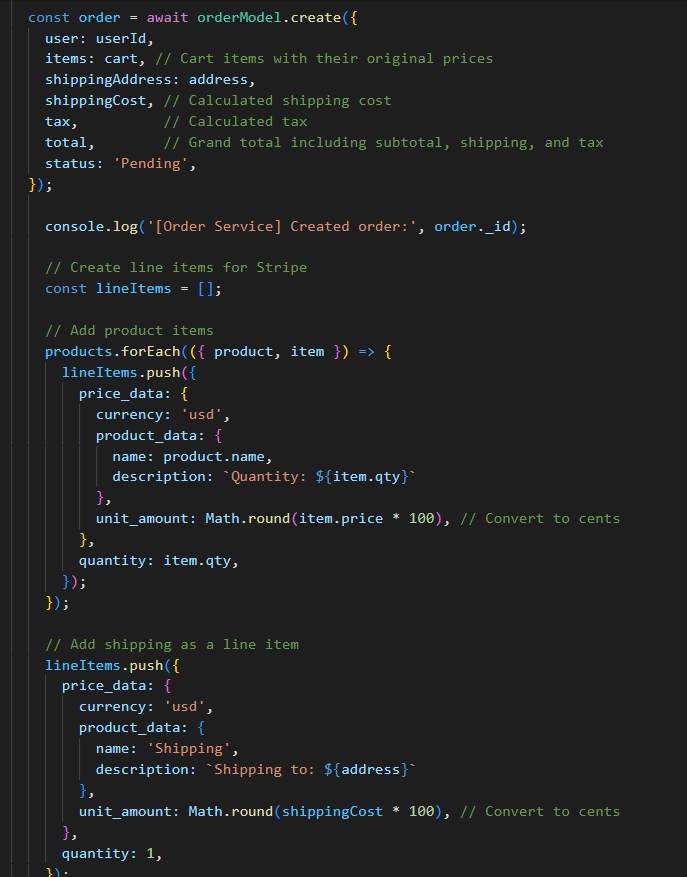 const order = await orderModel.create({
user: userId,
items: cart, // Cart items with their original prices
shippingAddress: address,
shippingCost, // Calculated shipping cost
tax,          // Calculated tax
total,        // Grand total including subtotal, shipping, and tax
status: 'Pending',
});
console.log('[Order Service] Created order:', order._id);
// Create line items for Stripe
const lineItems = [];
// Add product items
products.forEach(({ product, item }) => {
lineItems.push({
price_data: {
currency: 'usd',
product_data: {
name: product.name,
description: `Quantity: ${item.qty}`
},
unit_amount: Math.round(item.price * 100), // Convert to cents
},
quantity: item.qty,
});
});
// Add shipping as a line item
lineItems.push({
price_data: {
currency: 'usd',
product_data: {
name: 'Shipping',
description: `Shipping to: ${address}`
},
unit_amount: Math.round(shippingCost * 100), // Convert to cents
},
quantity: 1,
});